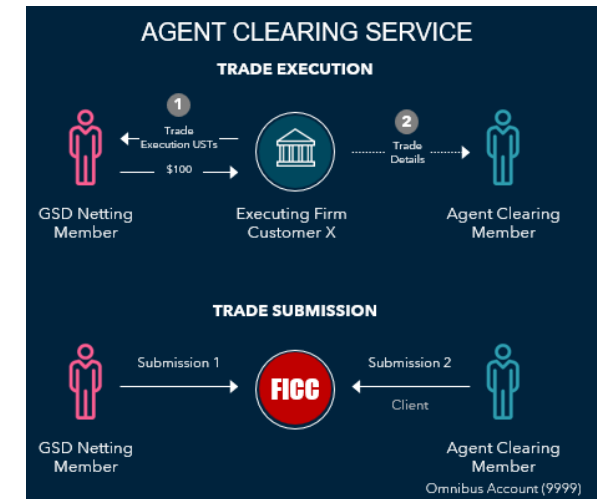 AGENT CLEARING SERVICE
TRADE EXECUTION
1
Trade
Execution USTs
$100
2
Trade
Details
GSD Netting
Member
Executing Firm
Customer X
Agent Clearing
Member
TRADE SUBMISSION
Submission 1
FICC
Submission 2
Client
GSD Netting
Member
Agent Clearing
Member
Omnibus Account (9999)